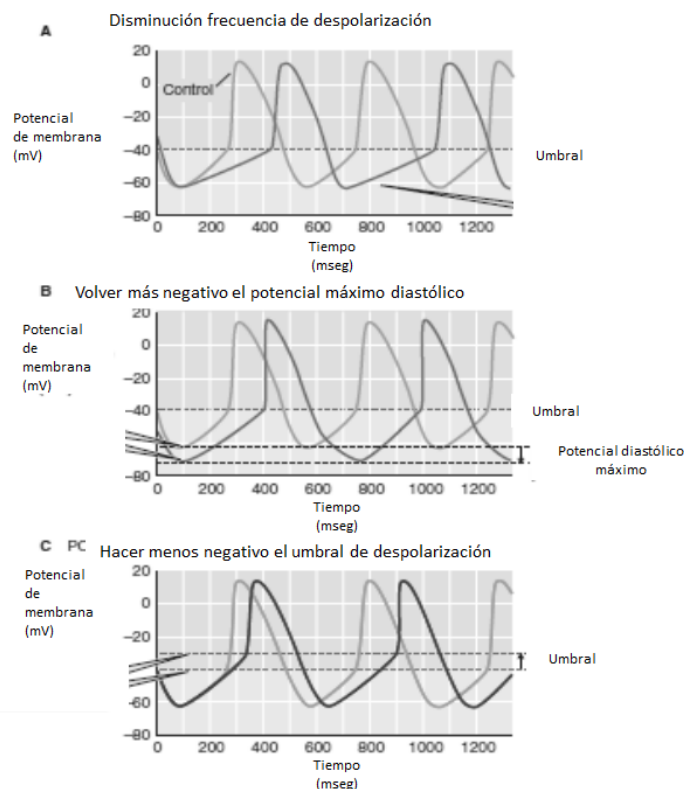 A Disminución frecuencia de despolarización
20
0
−20
−40
−60
−80
Control
Potencial
de membrana
(mV)
Umbral
0 200 400 600 800 1000 1200
Tiempo
(mseg)
B Volver más negativo el potencial máximo diastólico
20
0
−20
−40
−60
−80
Potencial
de
membrana
(mV)
Umbral
Potencial diastólico
máximo
0 200 400 600 800 1000 1200
Tiempo
(mseg)
C PC Hacer menos negativo el umbral de despolarización
20
0
−20
−40
-60
−80
Potencial
de
membrana
(mV)
Umbral
0 200 400 600 800 1000 1200
Tiempo
(mseg)